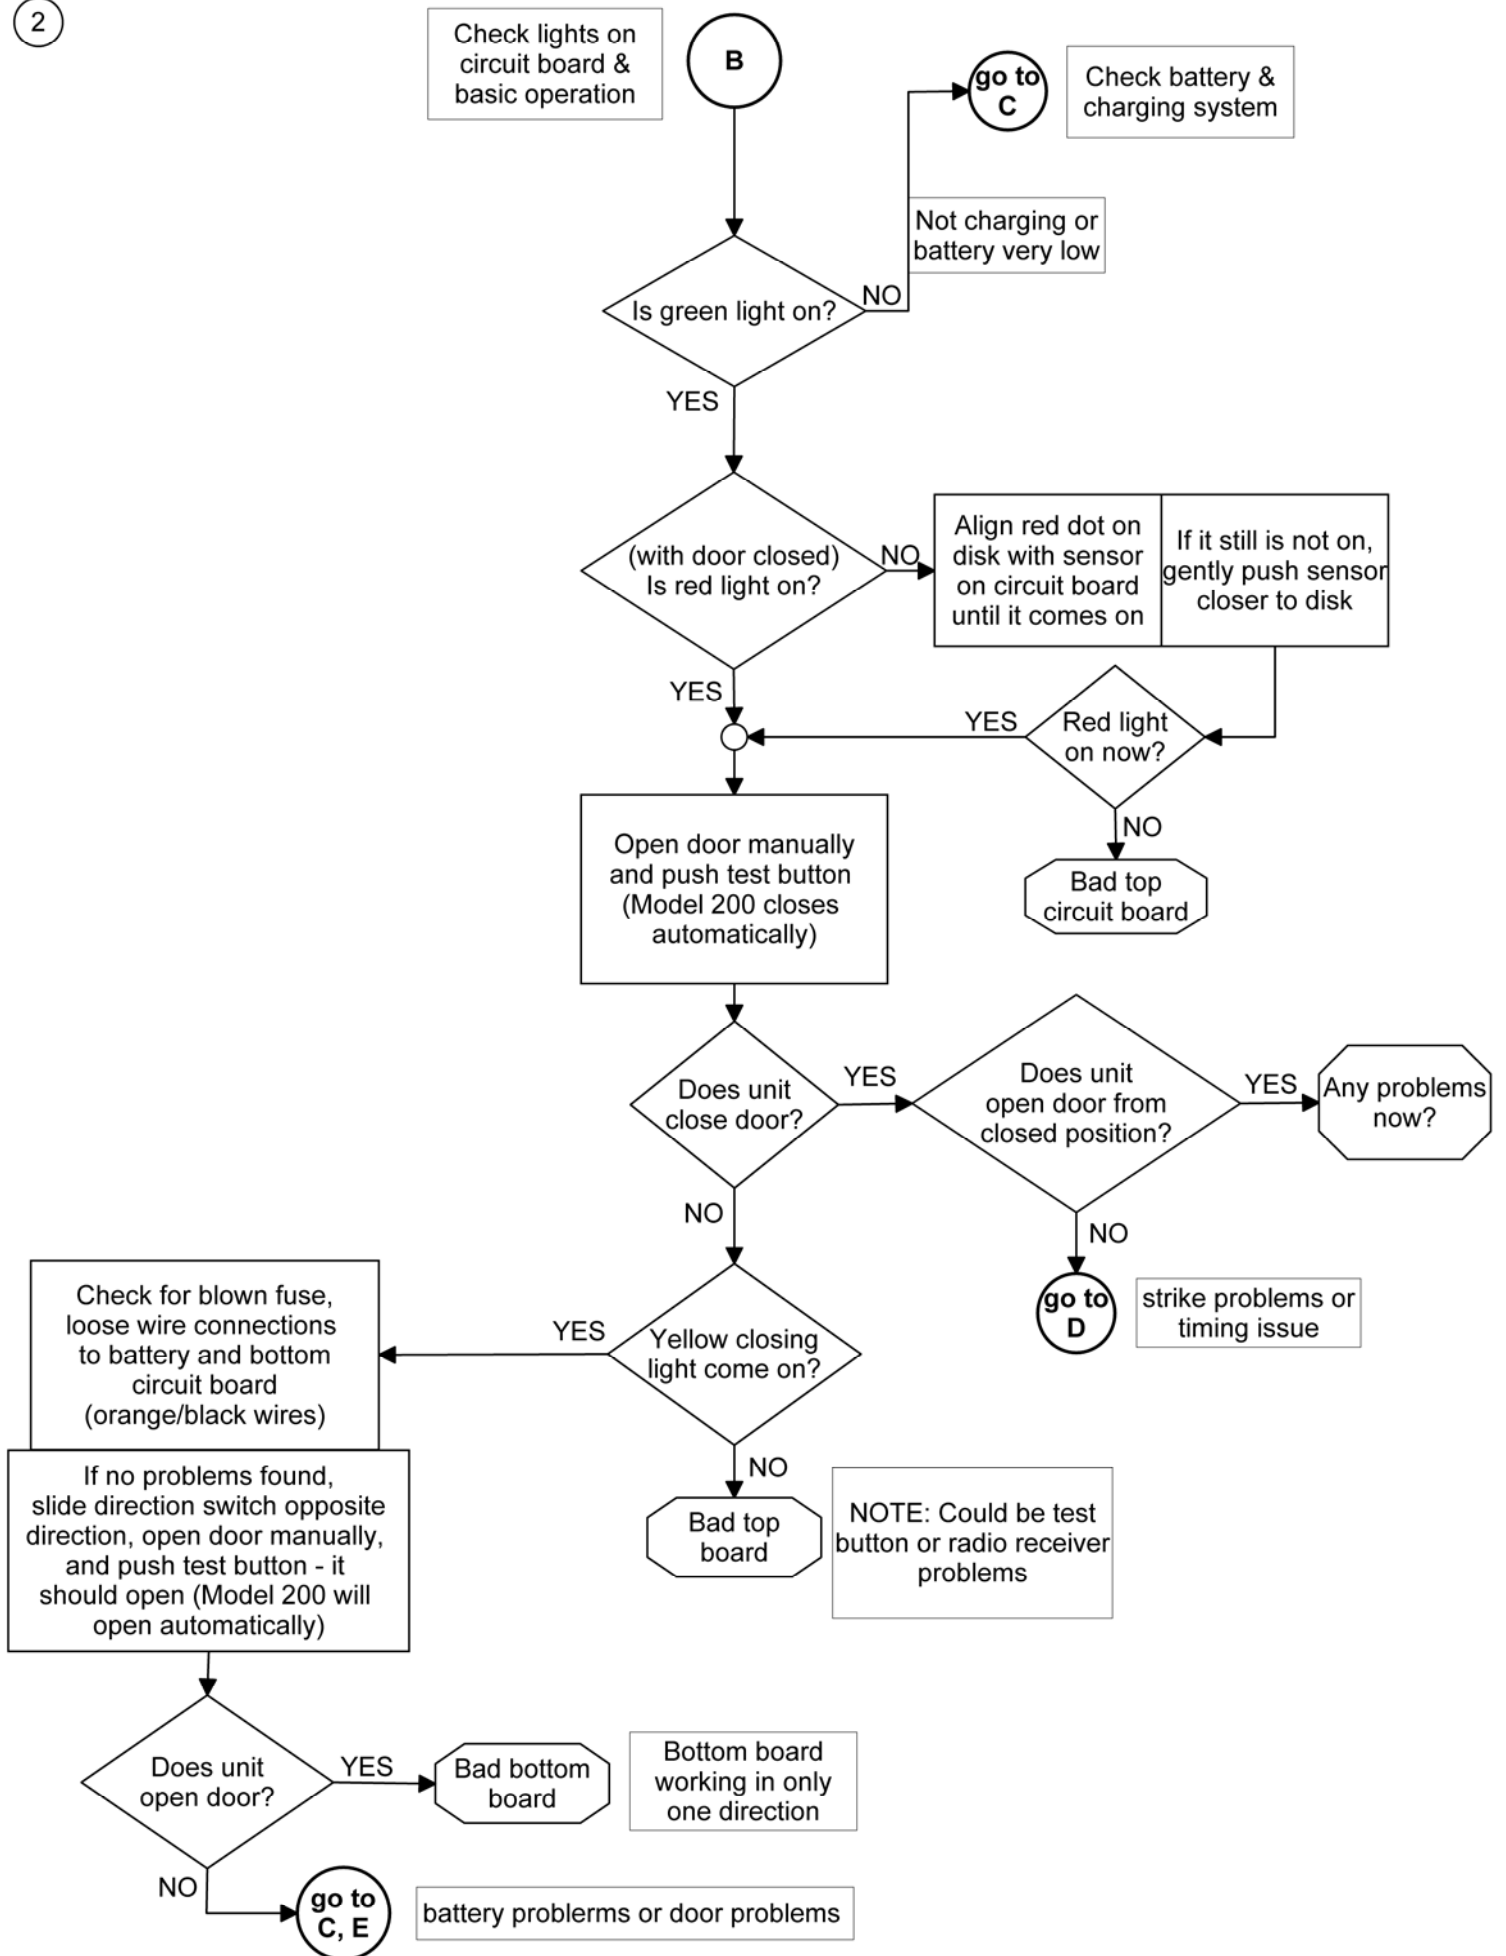 2
Check lights on
circuit board &
basic operation
B
go to
C
Check battery &
charging system
Not charging or
battery very low
Is green light on?
NO
YES
(with door closed)
Is red light on?
NO
Align red dot on
disk with sensor
on circuit board
until it comes on
If it still is not on,
gently push sensor
closer to disk
YES
YES
Red light
on now?
NO
Bad top
circuit board
Open door manually
and push test button
(Model 200 closes
automatically)
Does unit
close door?
YES
Does unit
open door from
closed position?
YES
Any problems
now?
NO
NO
go to
D
strike problems or
timing issue
Yellow closing
light come on?
YES
Check for blown fuse,
loose wire connections
to battery and bottom
circuit board
(orange/black wires)
NO
Bad top
board
NOTE: Could be test
button or radio receiver
problems
If no problems found,
slide direction switch opposite
direction, open door manually,
and push test button - it
should open (Model 200 will
open automatically)
Does unit
open door?
YES
Bad bottom
board
Bottom board
working in only
one direction
NO
go to
C, E
battery problerms or door problems